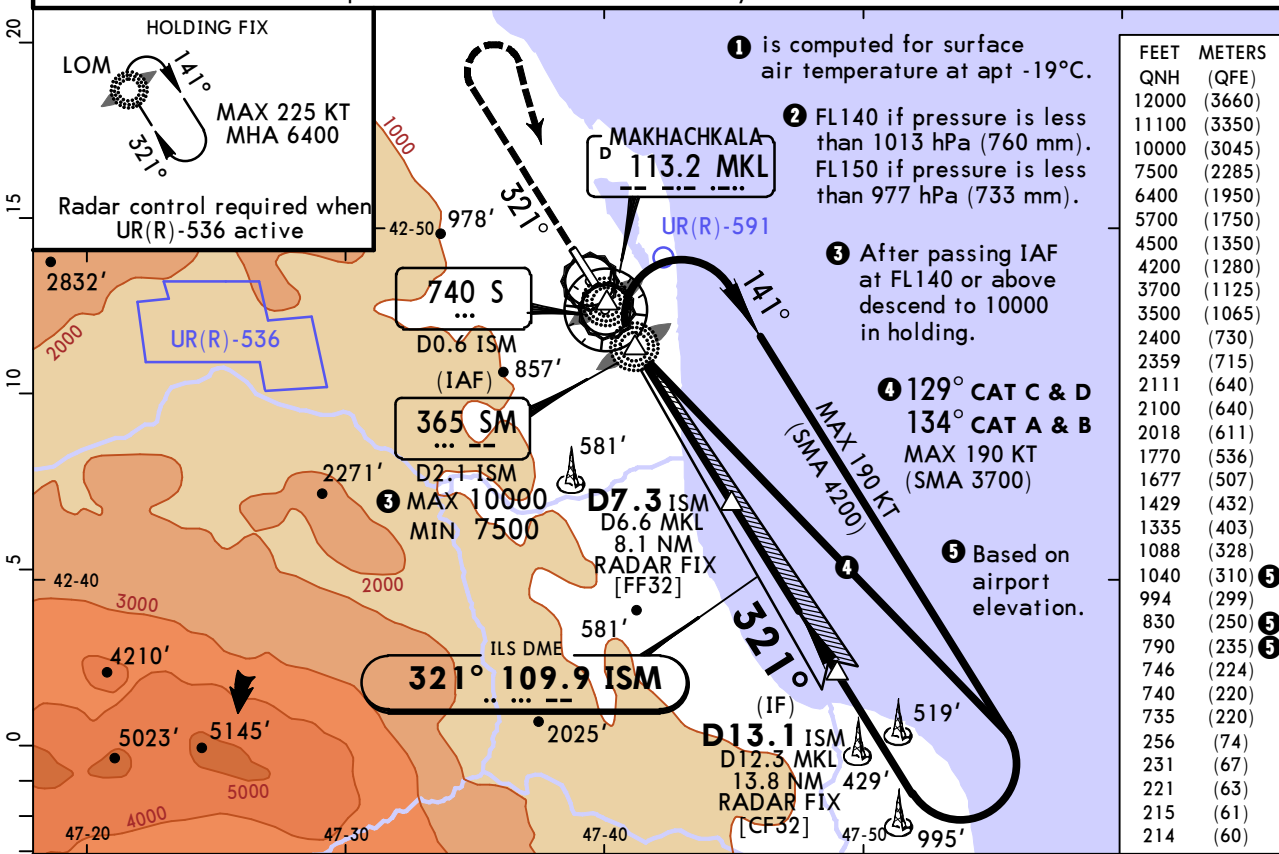 HOLDING FIX
LOM
141°
MAX 225 KT
MHA 6400
321°
Radar control required when
UR(R)-536 active
20
15
10
5
0
❶ is computed for surface
air temperature at apt -19°C.
❷ FL140 if pressure is less
than 1013 hPa (760 mm).
FL150 if pressure is less
than 977 hPa (733 mm).
❸ After passing IAF
at FL140 or above
descend to 10000
in holding.
❹ 129° CAT C & D
134° CAT A & B
MAX 190 KT
(SMA 3700)
❺ Based on
airport
elevation.
MAKHACHKALA
D 113.2 MKL
UR(R)-591
321°
141°
MAX 190 KT
(SMA 4200)
1000
42-50
978'
2832'
2000
UR(R)-536
740 S
D0.6 ISM
(IAF)
857'
365 SM
D2.1 ISM
❸ MAX 10000
MIN 7500
581'
2271'
D7.3 ISM
D6.6 MKL
8.1 NM
RADAR FIX
[FF32]
❹
42-40
2000
3000
581'
321°
4210'
ILS DME
321° 109.9 ISM
2025'
5023'
5145'
5000
4000
(IF)
D13.1 ISM
D12.3 MKL
13.8 NM
RADAR FIX
[CF32]
519'
429'
995'
47-20
47-30
47-40
47-50
FEET METERS
QNH (QFE)
12000 (3660)
11100 (3350)
10000 (3045)
7500 (2285)
6400 (1950)
5700 (1750)
4500 (1350)
4200 (1280)
3700 (1125)
3500 (1065)
2400 (730)
2359 (715)
2111 (640)
2100 (640)
2018 (611)
1770 (536)
1677 (507)
1429 (432)
1335 (403)
1088 (328)
1040 (310) ❺
994 (299)
830 (250) ❺
790 (235) ❺
746 (224)
740 (220)
735 (220)
256 (74)
231 (67)
221 (63)
215 (61)
214 (60)